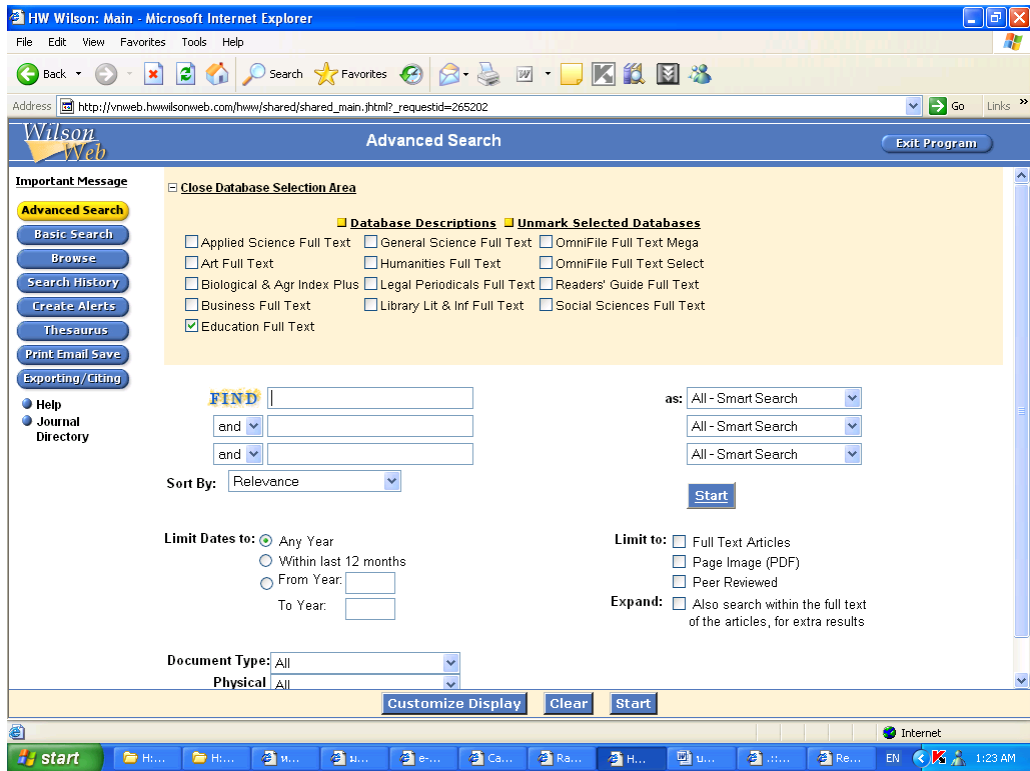 HW Wilson: Main - Microsoft Internet Explorer
File Edit View Favorites Tools Help
Back Search Favorites
Address http://vnweb.hwwilsonweb.com/hww/shared/shared_main.jhtml?_requestid=265202 Go Links »
Wilson Web Advanced Search Exit Program
Important Message
Close Database Selection Area
Advanced Search
Basic Search
Browse
Search History
Create Alerts
Thesaurus
Print Email Save
Exporting/Citing
Help
Journal Directory
Database Descriptions Unmark Selected Databases
Applied Science Full Text General Science Full Text OmniFile Full Text Mega
Art Full Text Humanities Full Text OmniFile Full Text Select
Biological & Agr Index Plus Legal Periodicals Full Text Readers' Guide Full Text
Business Full Text Library Lit & Inf Full Text Social Sciences Full Text
Education Full Text
FIND as: All - Smart Search
and All - Smart Search
and All - Smart Search
Sort By: Relevance
Start
Limit Dates to: Any Year
Within last 12 months
From Year:
To Year:
Limit to: Full Text Articles
Page Image (PDF)
Peer Reviewed
Expand: Also search within the full text
of the articles, for extra results
Document Type: All
Physical All
Customize Display Clear Start
Internet
start H:... H:... ห... ม... e-... Ca... Ra... H... บ... .::... Re... EN 1:23 AM